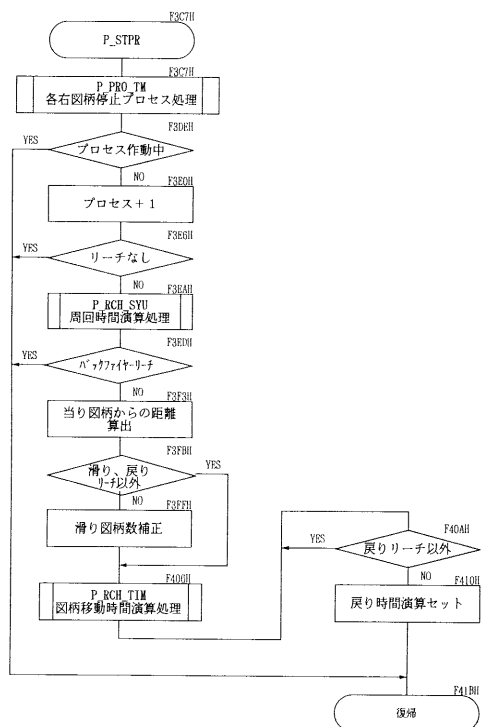 F3C7H
P_STPR
F3C7H
P_PRO_TM
各右図柄停止プロセス処理
F3DEH
YES
プロセス作動中
NO
F3E0H
プロセス+1
F3E6H
YES
リーチなし
NO
F3EAH
P_RCH_SYU
周回時間演算処理
F3EDH
YES
バックファイヤーリーチ
NO
F3F3H
当り図柄からの距離
算出
F3FBH
滑り、戻り
リーチ以外
YES
NO
F3FFH
滑り図柄数補正
F406H
P_RCH_TIM
図柄移動時間演算処理
F40AH
YES
戻りリーチ以外
NO
F410H
戻り時間演算セット
F41BH
復帰